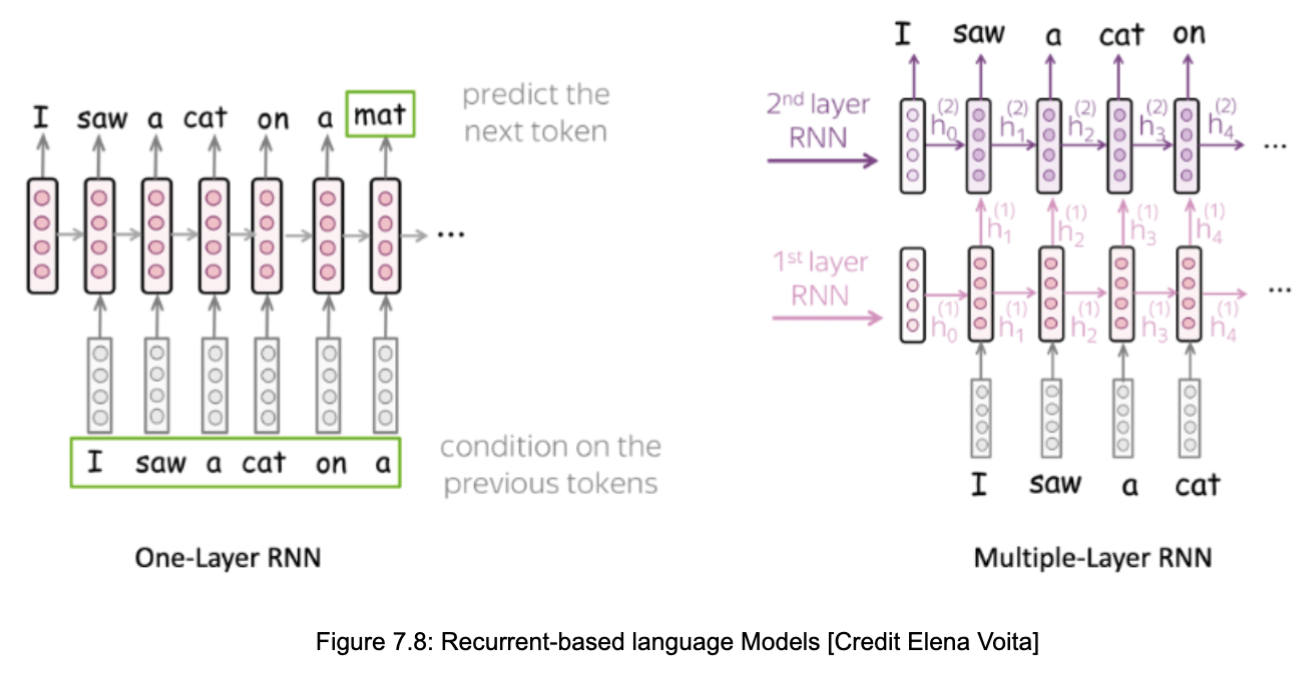 I saw a cat on a mat
predict the
next token
I saw a cat on a
condition on the
previous tokens
One-Layer RNN
I saw a cat on
2nd layer
RNN
h0(2) h1(2) h2(2) h3(2) h4(2) ...
h1(1) h2(1) h3(1) h4(1)
1st layer
RNN
h0(1) h1(1) h2(1) h3(1) h4(1) ...
I saw a cat
Multiple-Layer RNN
...
Figure 7.8: Recurrent-based language Models [Credit Elena Voita]